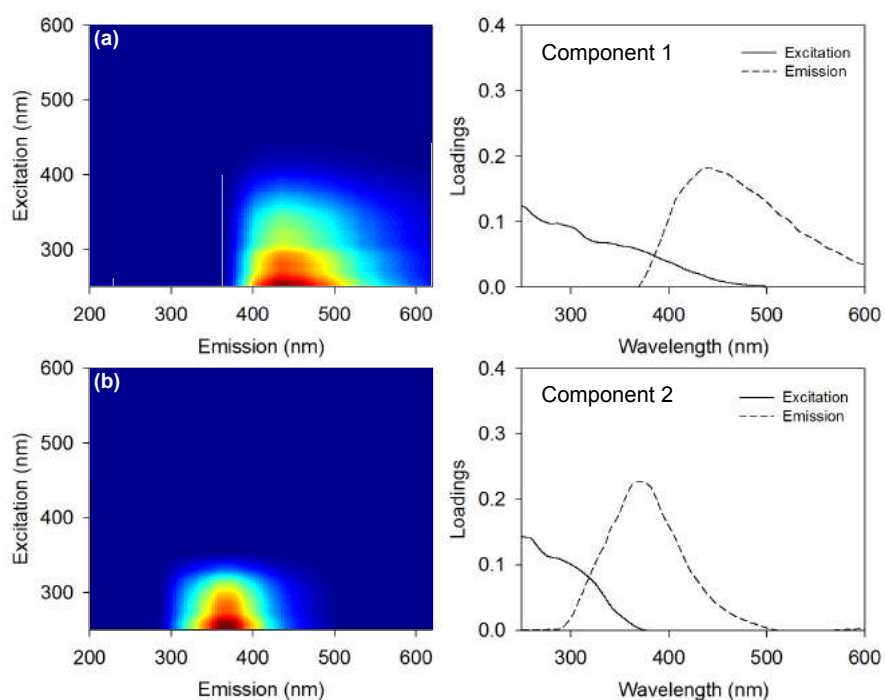 (a)
600
500
400
300
Excitation (nm)
200 300 400 500 600
Emission (nm)
Component 1
Excitation
Emission
0.4
0.3
0.2
0.1
0.0
Loadings
300 400 500 600
Wavelength (nm)
(b)
600
500
400
300
Excitation (nm)
200 300 400 500 600
Emission (nm)
Component 2
Excitation
Emission
0.4
0.3
0.2
0.1
0.0
Loadings
300 400 500 600
Wavelength (nm)